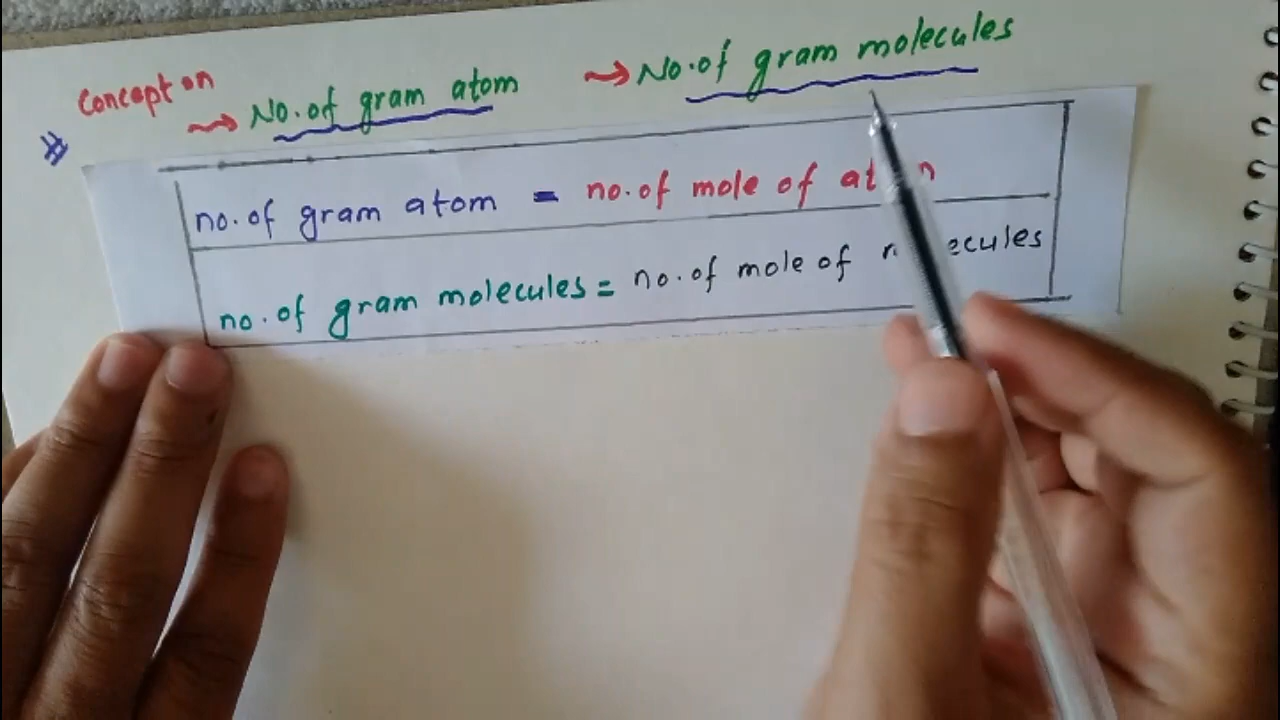 Concept on
→ No. of gram atom → No. of gram molecules
#
no. of gram atom = no. of mole of
no. of gram molecules = no. of mole of